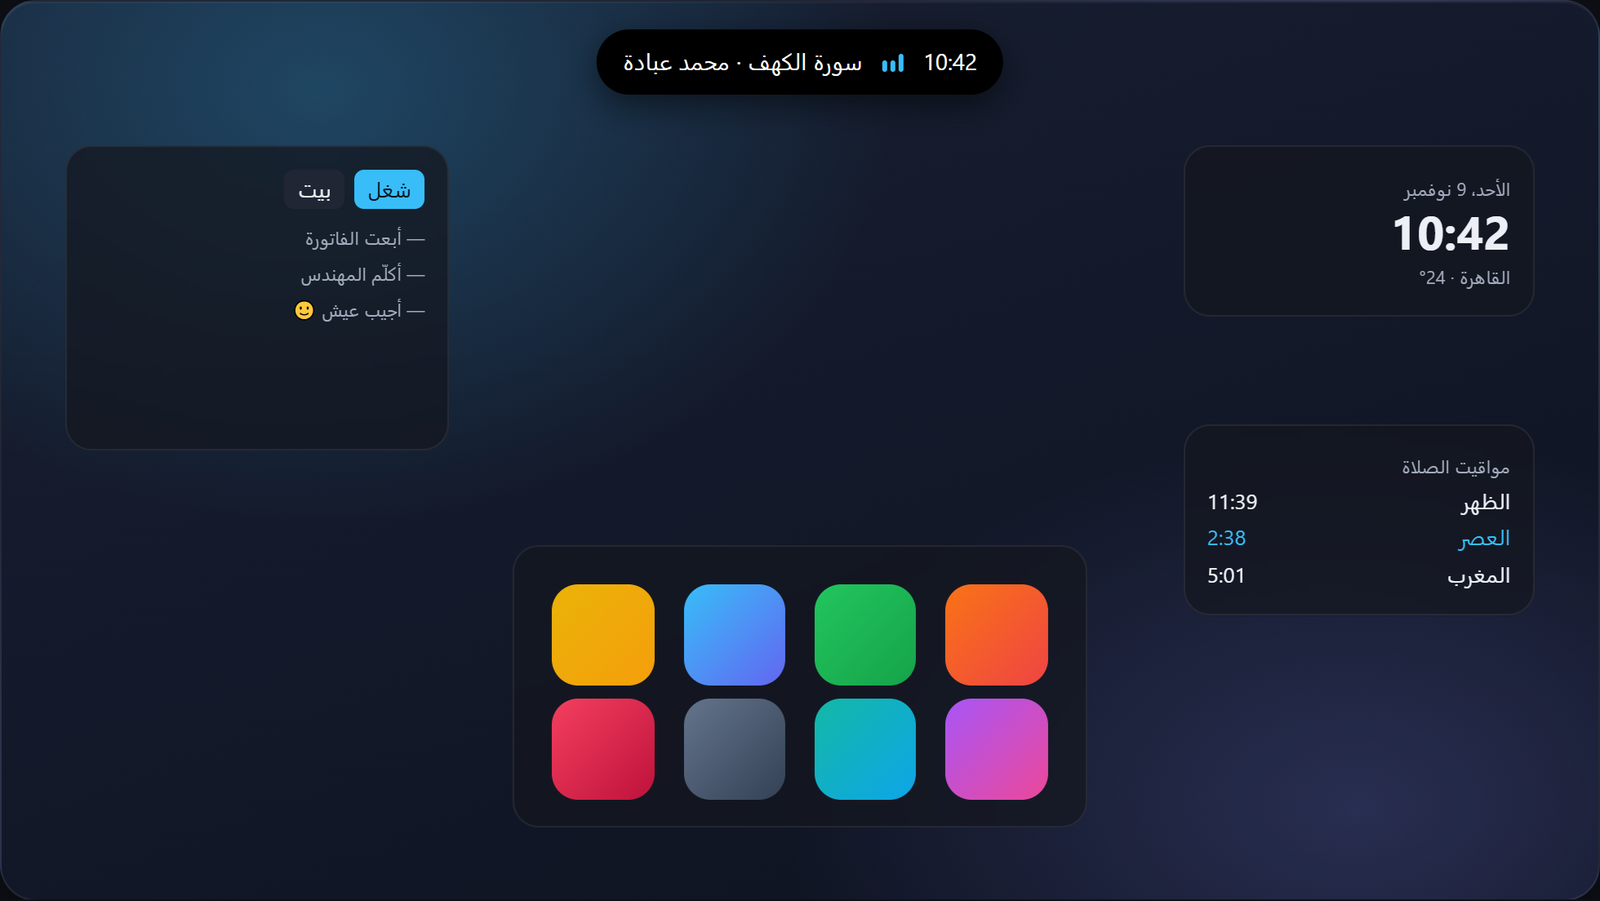 سورة الكهف · محمد عبادة 10:42
الأحد، 9 نوفمبر
10:42
القاهرة · 24°
شغل بيت
— أبعت الفاتورة
— أكلّم المهندس
— أجيب عيش 🙂
مواقيت الصلاة
الظهر 11:39
العصر 2:38
المغرب 5:01